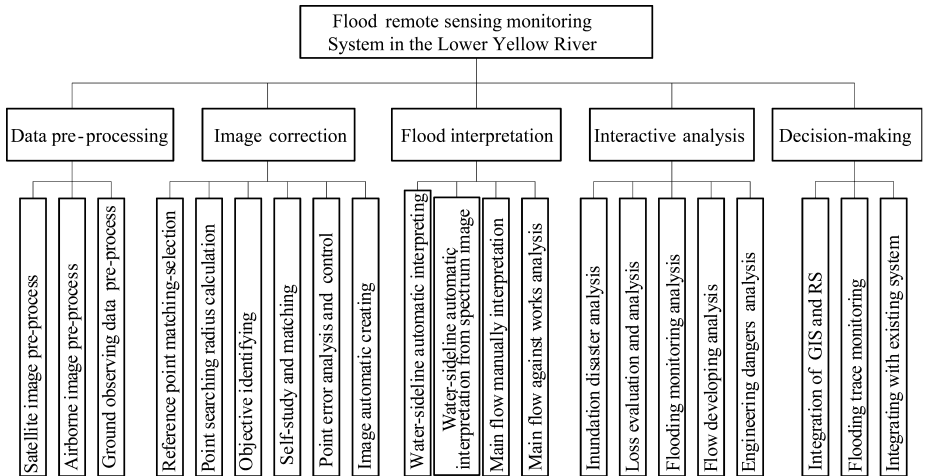 Flood remote sensing monitoring
System in the Lower Yellow River
Data pre-processing
Image correction
Flood interpretation
Interactive analysis
Decision-making
Satellite image pre-process
Airborne image pre-process
Ground observing data pre-process
Reference point matching-selection
Point searching radius calculation
Objective identifying
Self-study and matching
Point error analysis and control
Image automatic creating
Water-sideline automatic interpreting
Water-sideline automatic
interpretation from spectrum image
Main flow manually interpretation
Main flow against works analysis
Inundation disaster analysis
Loss evaluation and analysis
Flooding monitoring analysis
Flow developing analysis
Engineering dangers analysis
Integration of GIS and RS
Flooding trace monitoring
Integrating with existing system